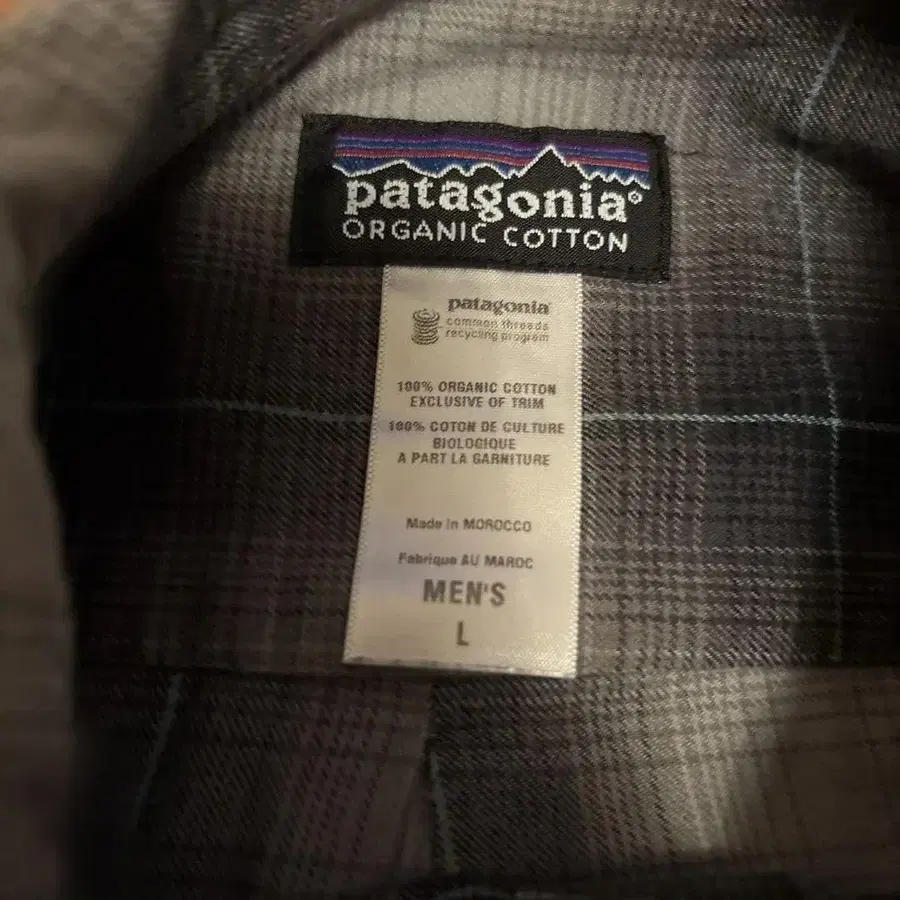 patagonia®
ORGANIC COTTON
patagonia
common threads
recycling program
100% ORGANIC COTTON
EXCLUSIVE OF TRIM
100% COTON DE CULTURE
BIOLOGIQUE
A PART LA GARNITURE
Made in MOROCCO
Fabrique AU MAROC
MEN'S
L